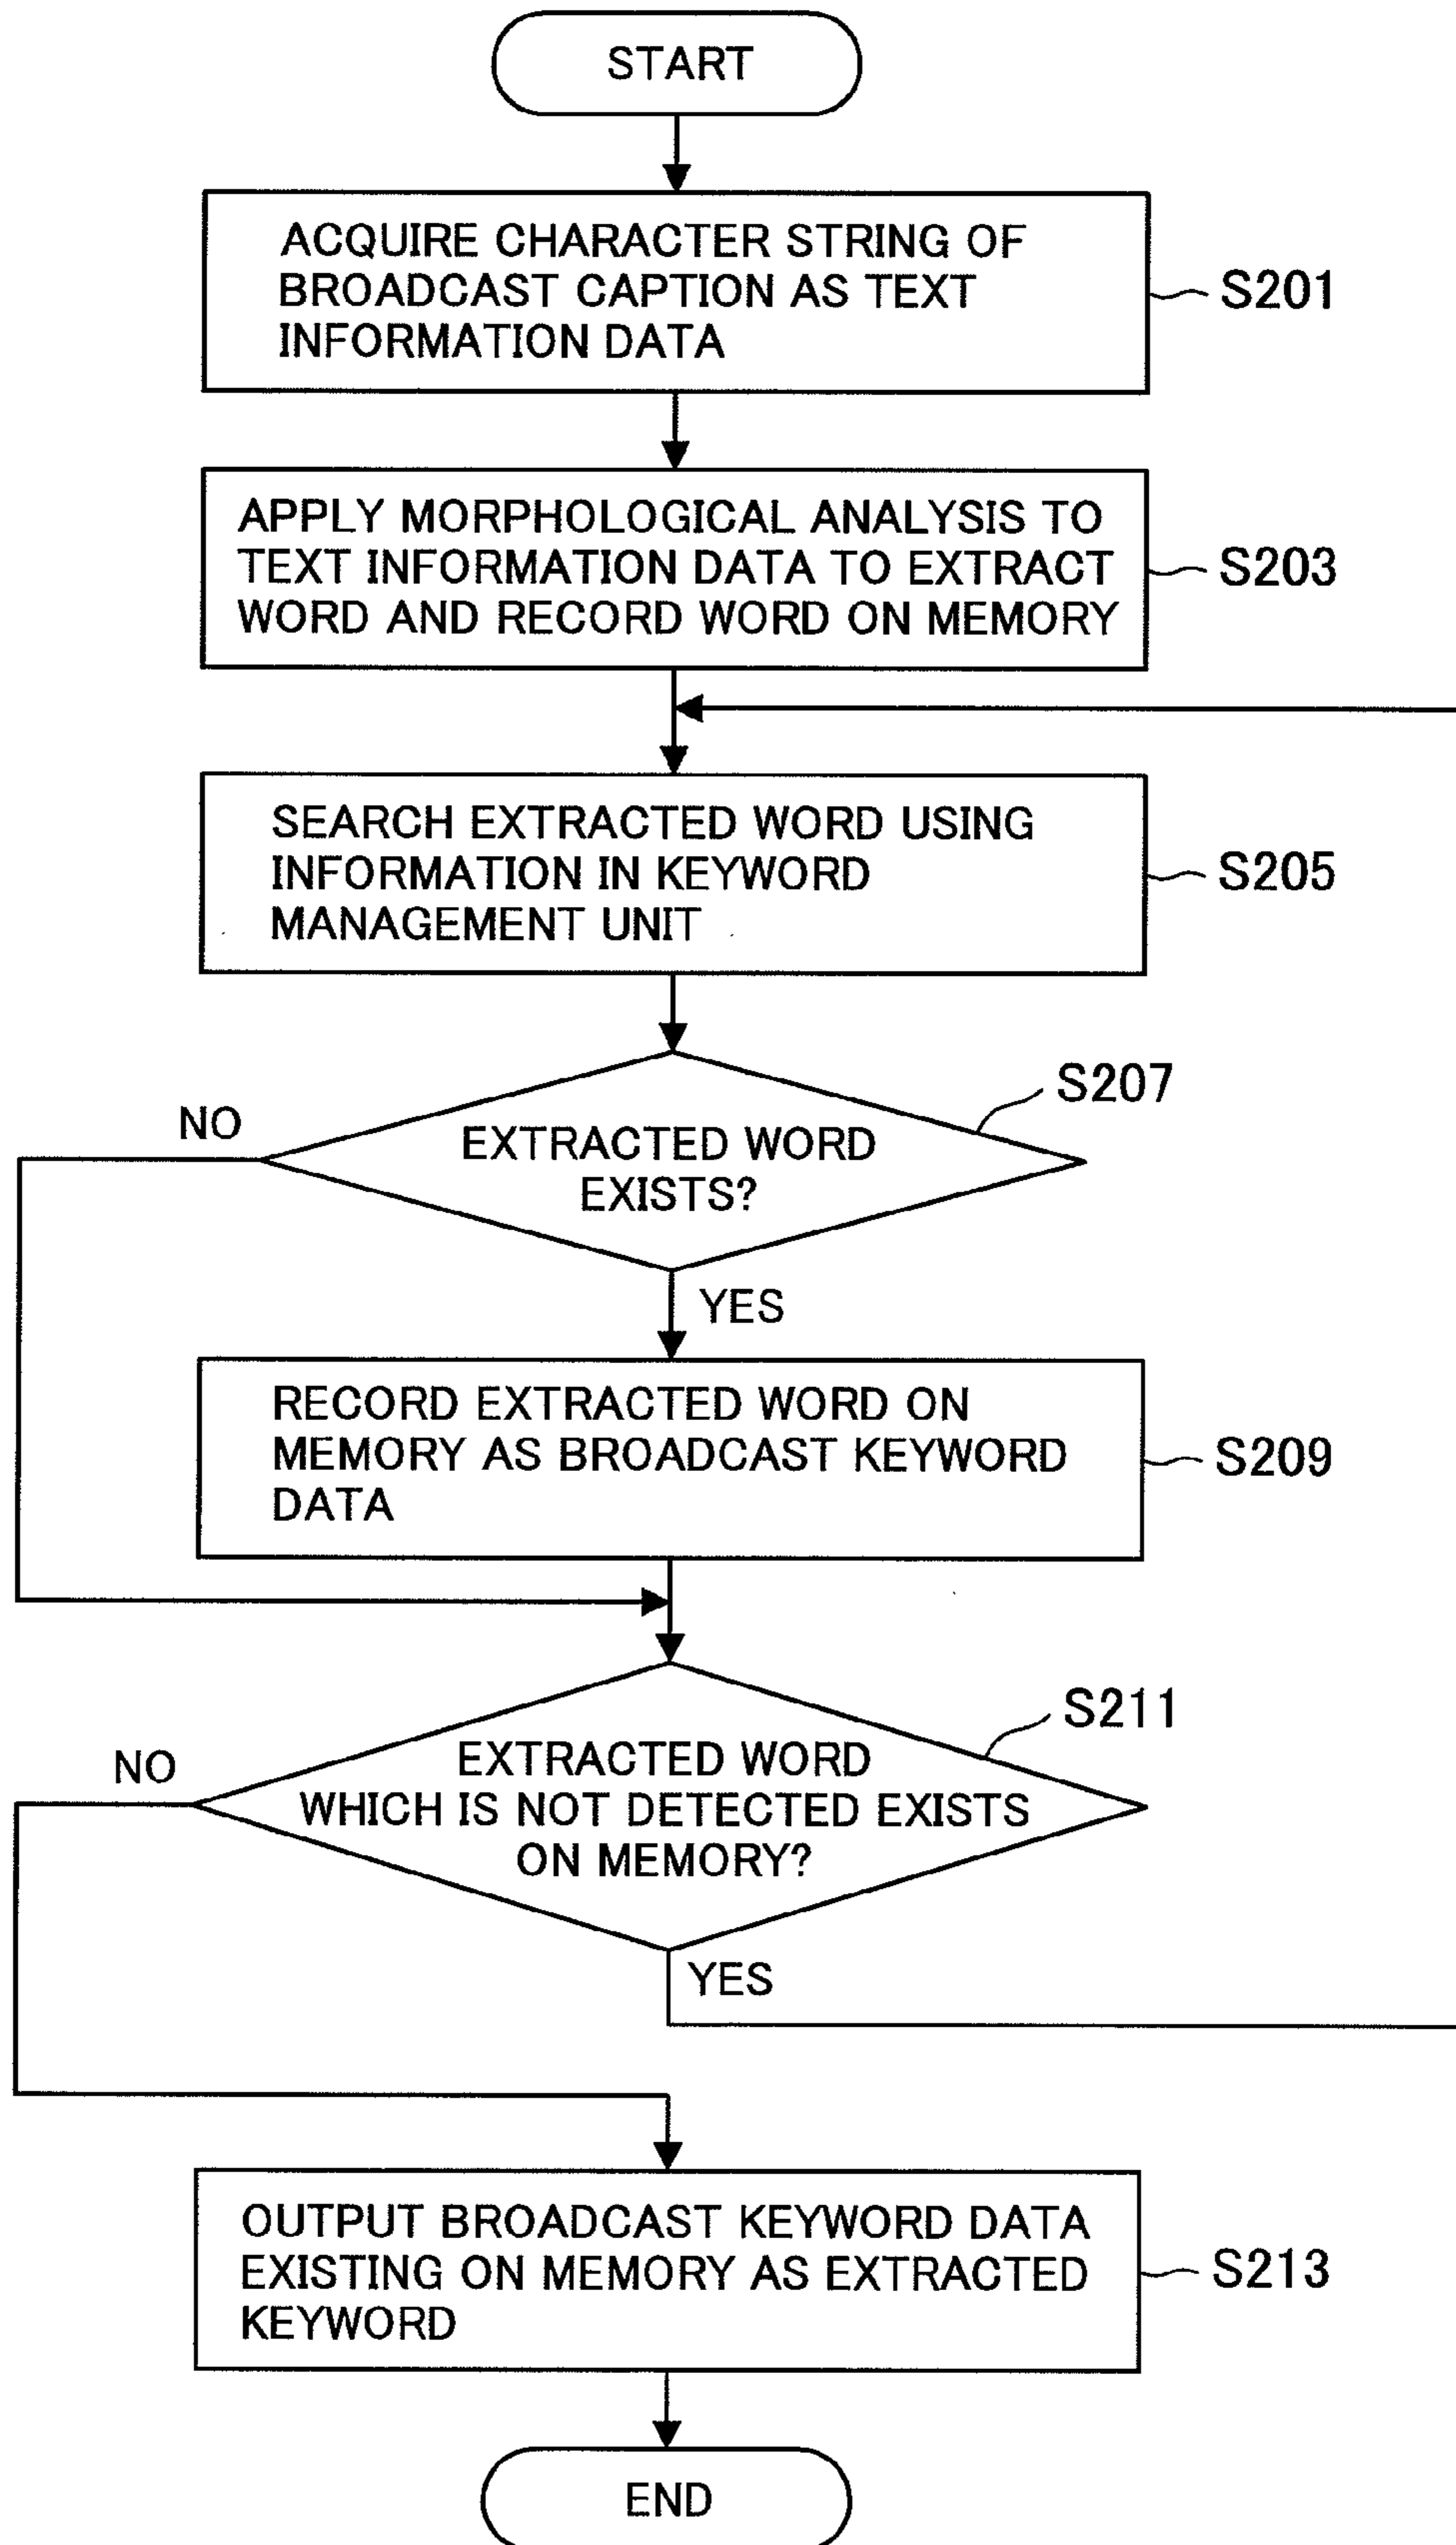 START
ACQUIRE CHARACTER STRING OF
BROADCAST CAPTION AS TEXT
INFORMATION DATA
S201
APPLY MORPHOLOGICAL ANALYSIS TO
TEXT INFORMATION DATA TO EXTRACT
WORD AND RECORD WORD ON MEMORY
S203
SEARCH EXTRACTED WORD USING
INFORMATION IN KEYWORD
MANAGEMENT UNIT
S205
S207
NO
EXTRACTED WORD
EXISTS?
YES
RECORD EXTRACTED WORD ON
MEMORY AS BROADCAST KEYWORD
DATA
S209
S211
NO
EXTRACTED WORD
WHICH IS NOT DETECTED EXISTS
ON MEMORY?
YES
OUTPUT BROADCAST KEYWORD DATA
EXISTING ON MEMORY AS EXTRACTED
KEYWORD
S213
END